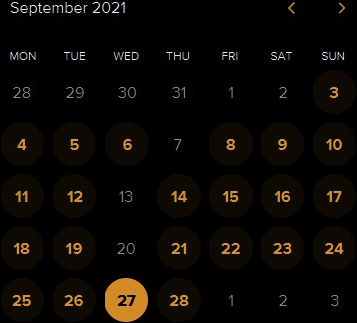 September 2021
MON TUE WED THU FRI SAT SUN
28 29 30 31 1 2 3
4 5 6 7 8 9 10
11 12 13 14 15 16 17
18 19 20 21 22 23 24
25 26 27 28 1 2 3